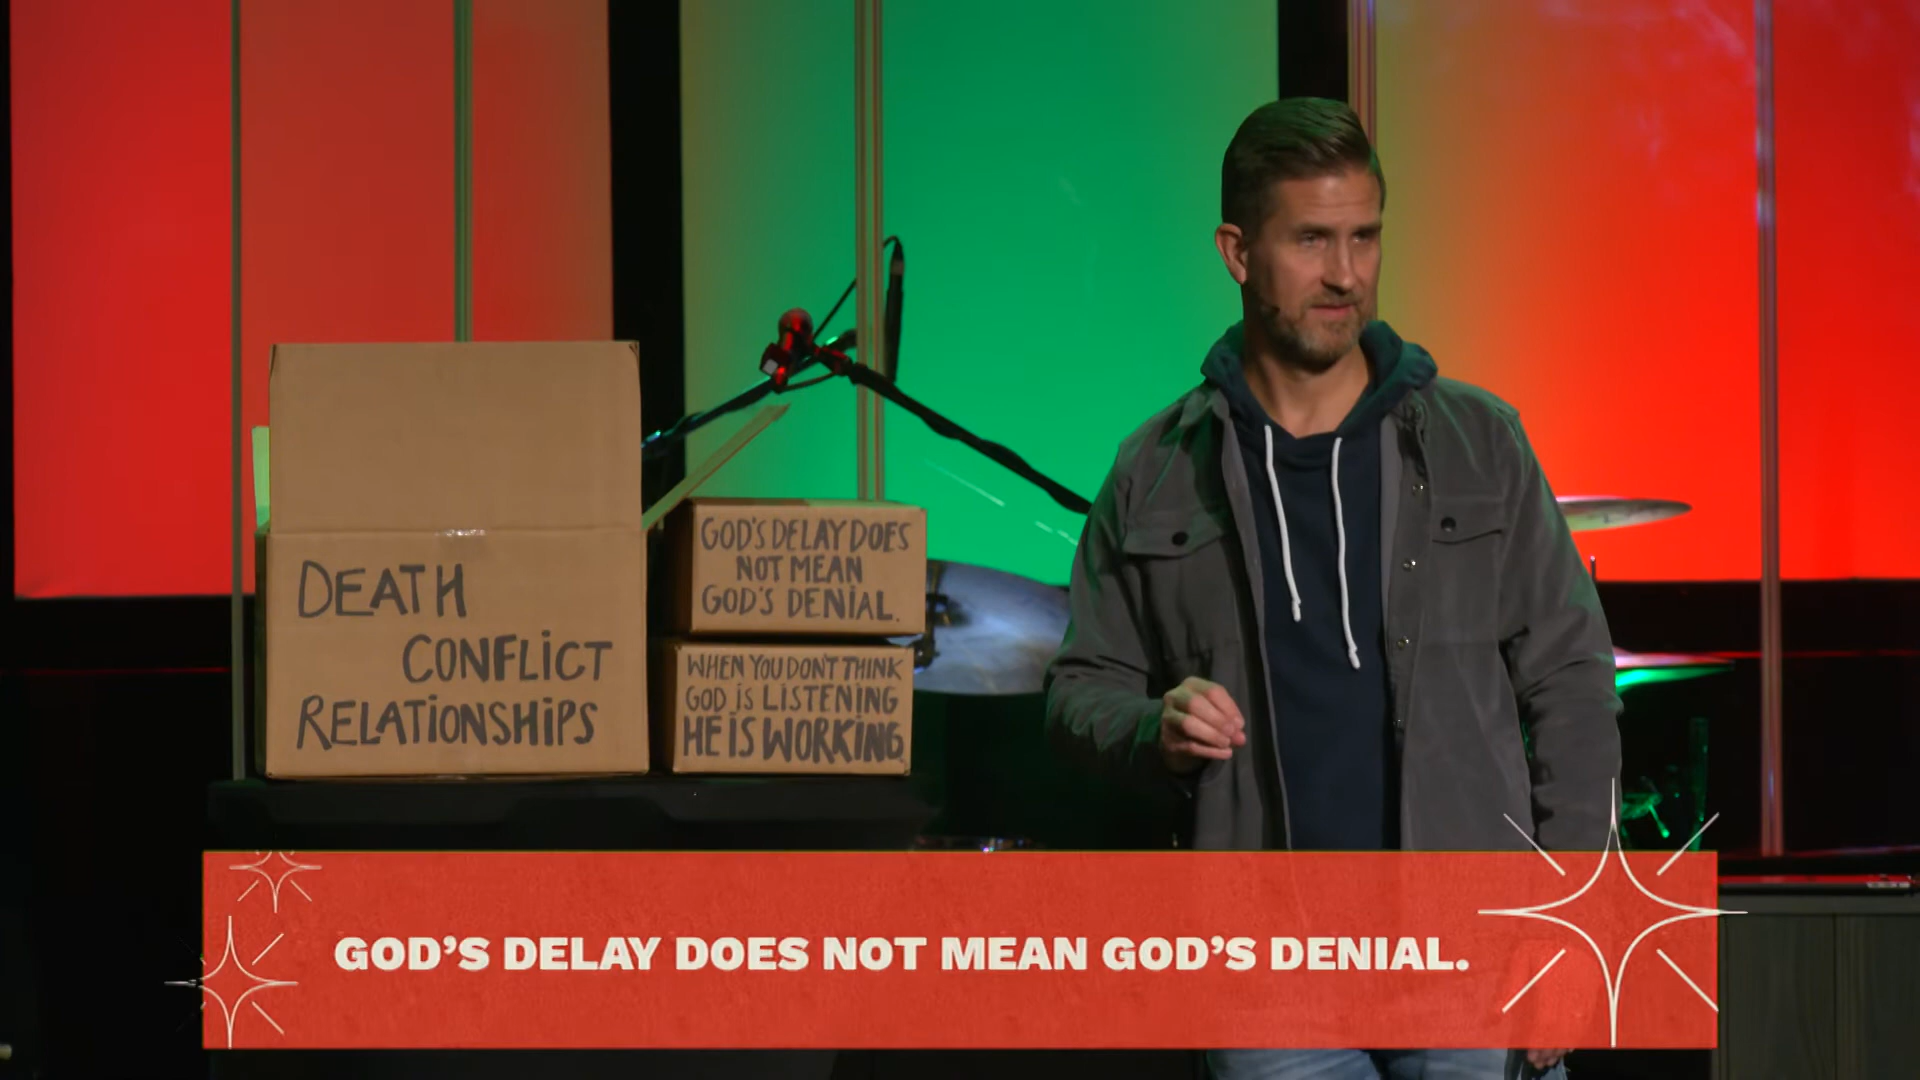 DEATH
CONFLICT
RELATIONSHIPS
GOD'S DELAY DOES
NOT MEAN
GOD'S DENIAL.
WHEN YOU DON'T THINK
GOD IS LISTENING
HE IS WORKING
GOD'S DELAY DOES NOT MEAN GOD'S DENIAL.